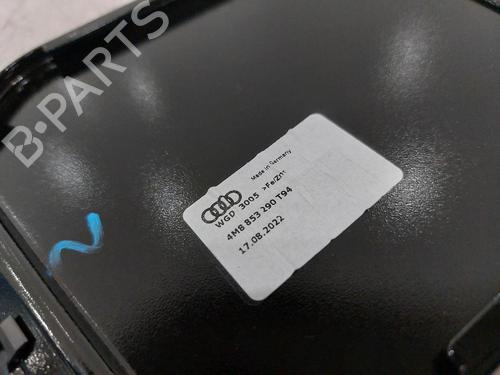 B-PARTS
Made in Germany
WGD 3005 >Fe/Zn<
4M8 853 290 T94
17.08.2022